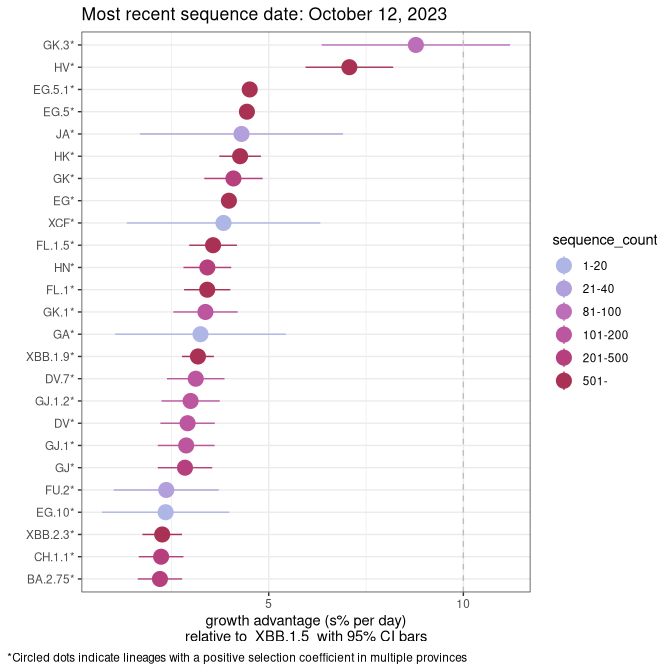 Most recent sequence date: October 12, 2023
GK.3*
HV*
EG.5.1*
EG.5*
JA*
HK*
GK*
EG*
XCF*
FL.1.5*
HN*
FL.1*
GK.1*
GA*
XBB.1.9*
DV.7*
GJ.1.2*
DV*
GJ.1*
GJ*
FU.2*
EG.10*
XBB.2.3*
CH.1.1*
BA.2.75*
5 10
growth advantage (s% per day)
relative to XBB.1.5 with 95% CI bars
sequence_count
1-20
21-40
81-100
101-200
201-500
501-
*Circled dots indicate lineages with a positive selection coefficient in multiple provinces